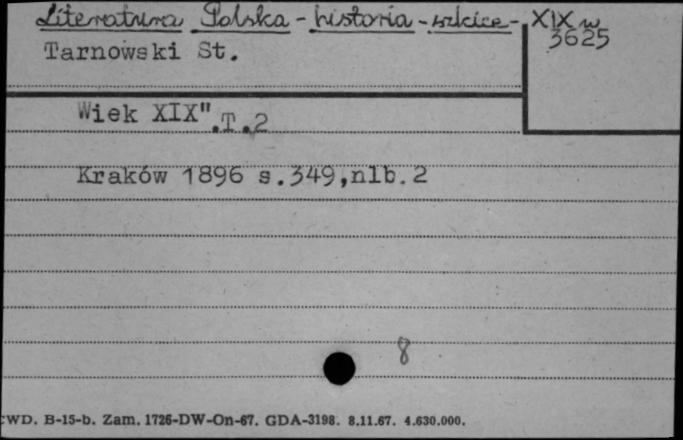 Literatura Polska - historia - szkice - XIX w
3625
Tarnowski St.
Wiek XIX".T.2
Kraków 1896 s.349,nlb.2
8
CWD. B-15-b. Zam. 1726-DW-On-67. GDA-3198. 8.11.67. 4.630.000.